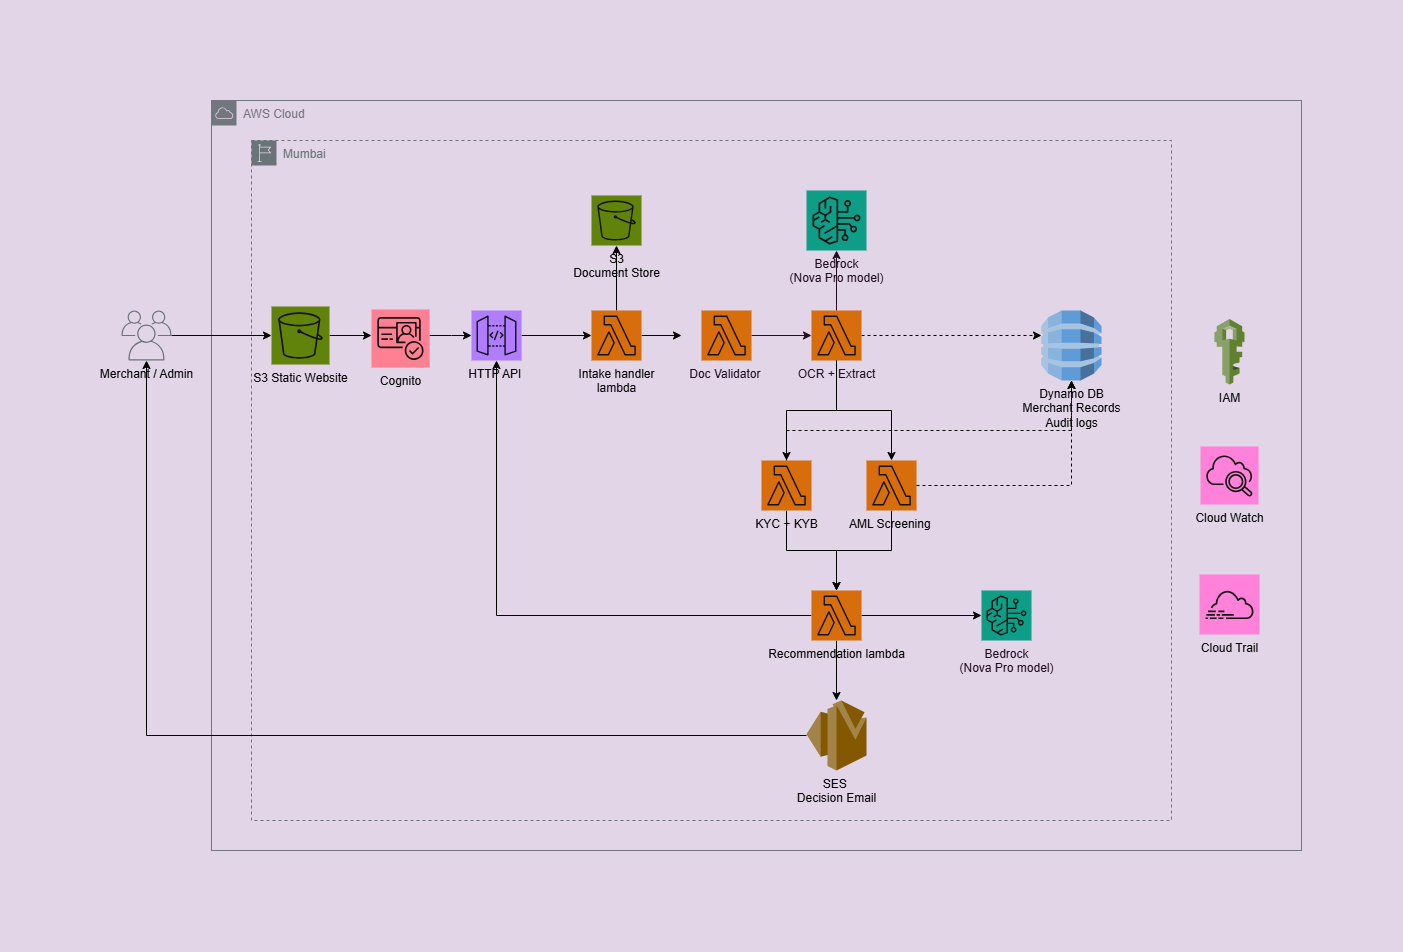 AWS Cloud
Mumbai
S3
Document Store
Bedrock
(Nova Pro model)
Merchant / Admin
S3 Static Website
Cognito
HTTP API
Intake handler
lambda
Doc Validator
OCR + Extract
Dynamo DB
Merchant Records
Audit logs
IAM
KYC + KYB
AML Screening
Cloud Watch
Recommendation lambda
Bedrock
(Nova Pro model)
Cloud Trail
SES
Decision Email